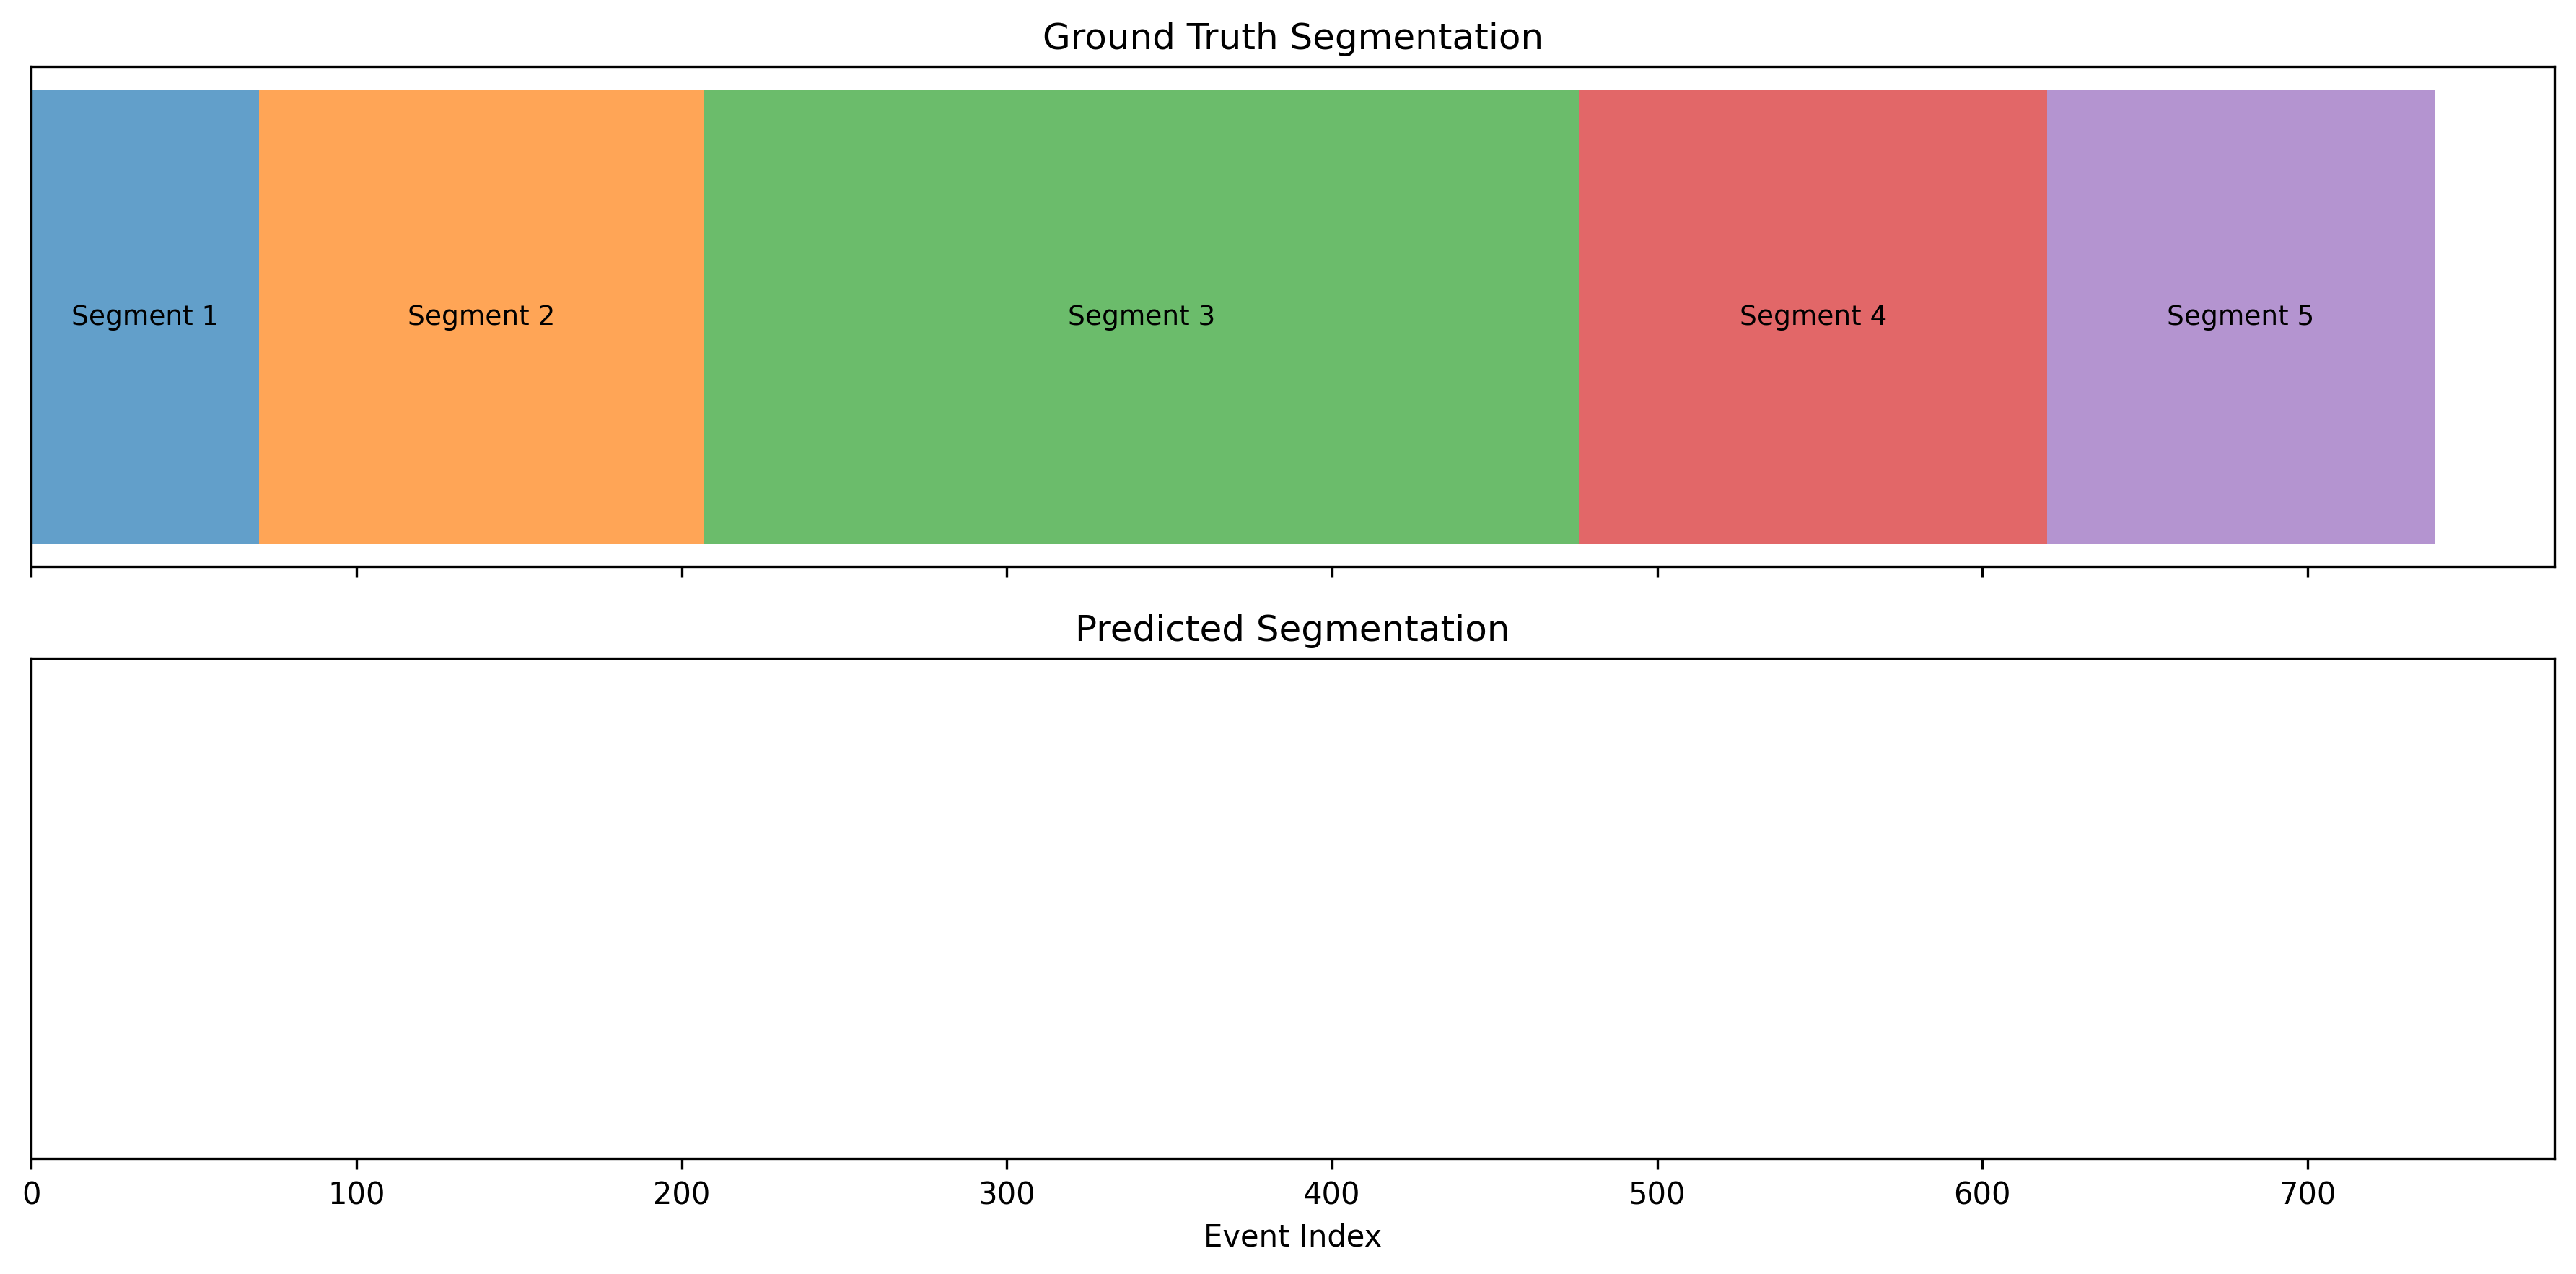 Ground Truth Segmentation
Segment 1 Segment 2 Segment 3 Segment 4 Segment 5
Predicted Segmentation
0 100 200 300 400 500 600 700
Event Index